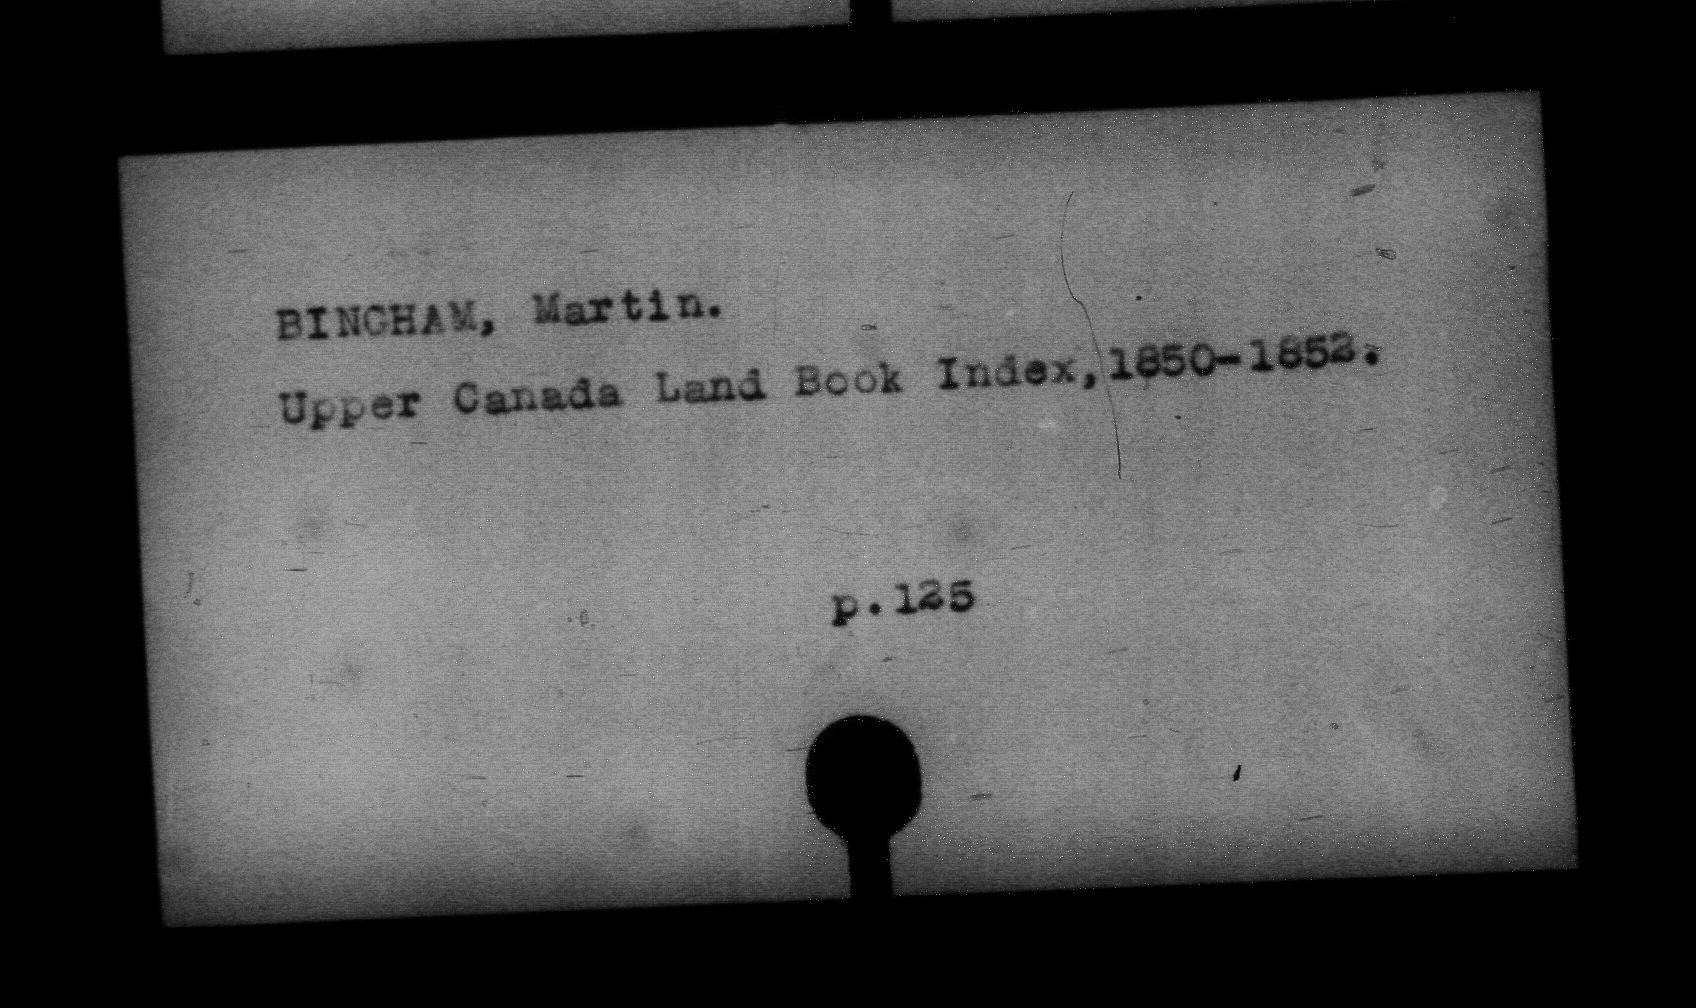 BINGHAM, Martin.
Upper Canada Land Book Index,1850-1852.
p.125